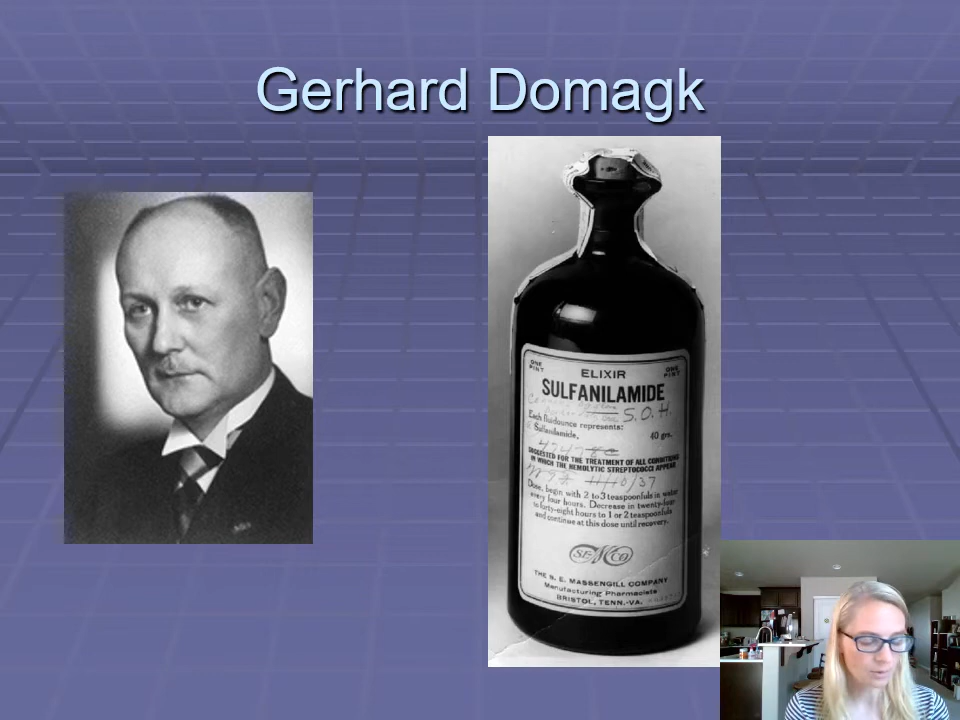 Gerhard Domagk
ONE PINT
ELIXIR
ONE PINT
SULFANILAMIDE
S.O.H.
Each fluidounce represents:
Sulfanilamide, 40 grs.
SUGGESTED FOR THE TREATMENT OF ALL CONDITIONS
IN WHICH THE HEMOLYTIC STREPTOCOCCI APPEAR
11/10/37
Dose, begin with 2 to 3 teaspoonfuls in water
every four hours. Decrease in twenty-four
to forty-eight hours to 1 or 2 teaspoonfuls
and continue at this dose until recovery.
THE S. E. MASSENGILL COMPANY
Manufacturing Pharmacists
BRISTOL, TENN.-VA.